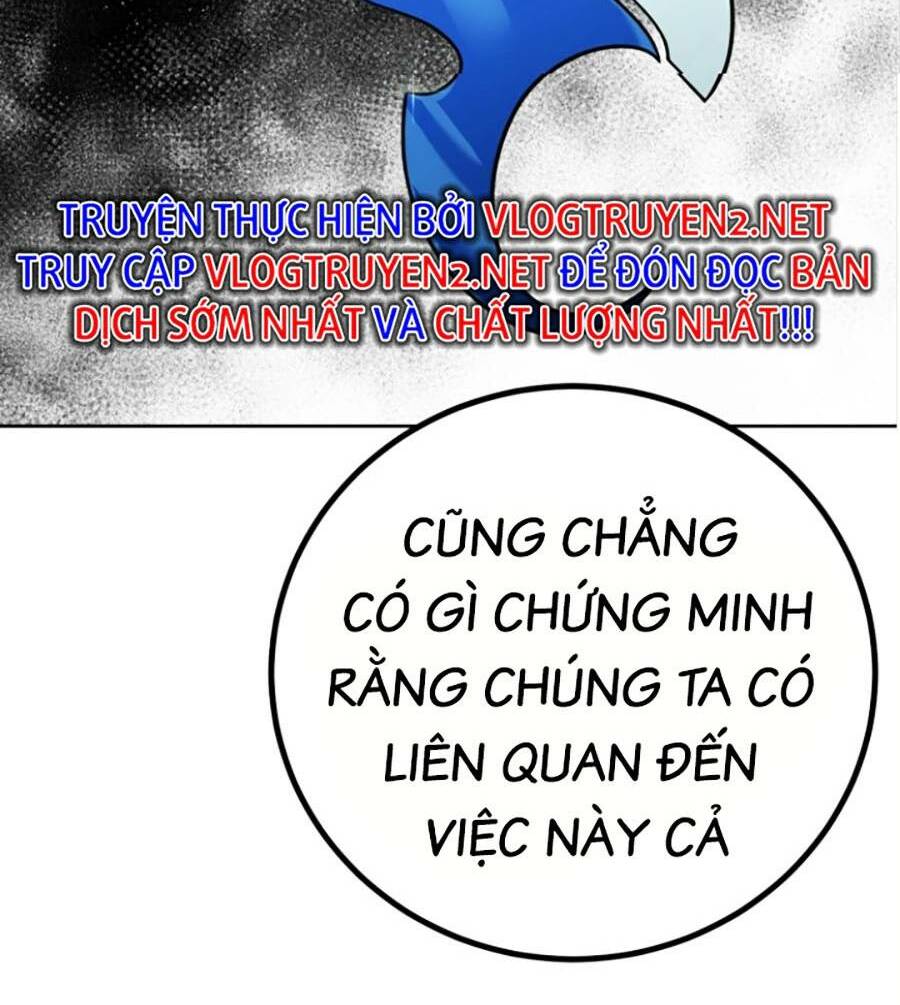 TRUYỆN THỰC HIỆN BỞI VLOGTRUYEN2.NET
TRUY CẬP VLOGTRUYEN2.NET ĐỂ ĐÓN ĐỌC BẢN
DỊCH SỚM NHẤT VÀ CHẤT LƯỢNG NHẤT!!!
CŨNG CHẲNG
CÓ GÌ CHỨNG MINH
RẰNG CHÚNG TA CÓ
LIÊN QUAN ĐẾN
VIỆC NÀY CẢ